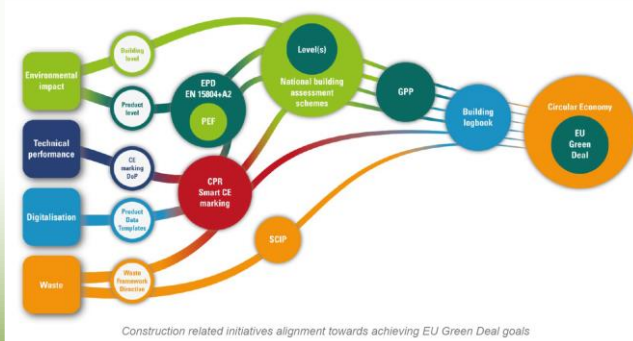 Environmental
impact
Technical
performance
Digitalisation
Waste
Building
level
Product
level
CE
marking
DoP
Product
Data
Templates
Waste
Framework
Directive
EPD
EN 15804+A2
PEF
CPR
Smart CE
marking
SCIP
Level(s)
National building
assessment
schemes
GPP
Building
logbook
Circular Economy
EU
Green
Deal
Construction related initiatives alignment towards achieving EU Green Deal goals